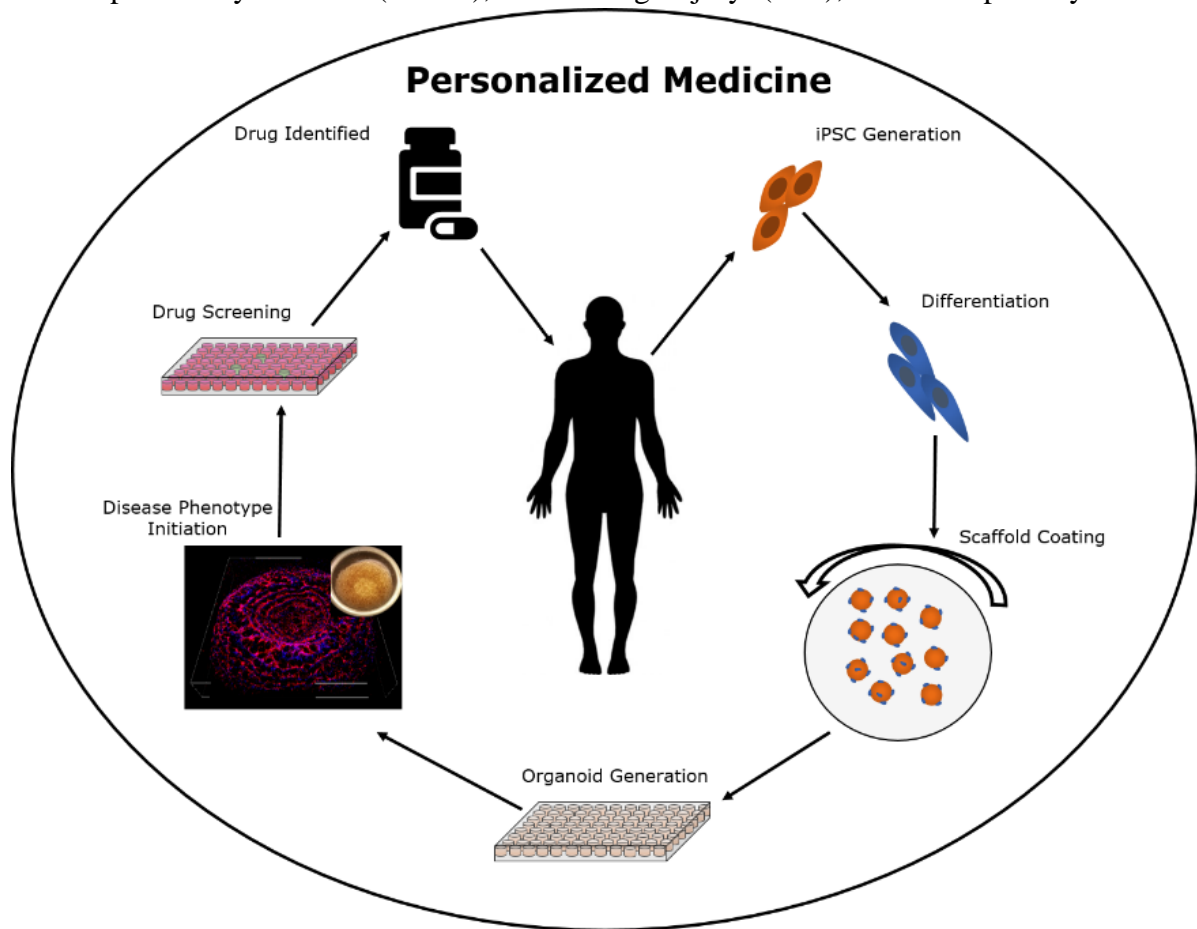 Personalized Medicine
Drug Identified
iPSC Generation
Drug Screening
Differentiation
Disease Phenotype
Initiation
Scaffold Coating
Organoid Generation